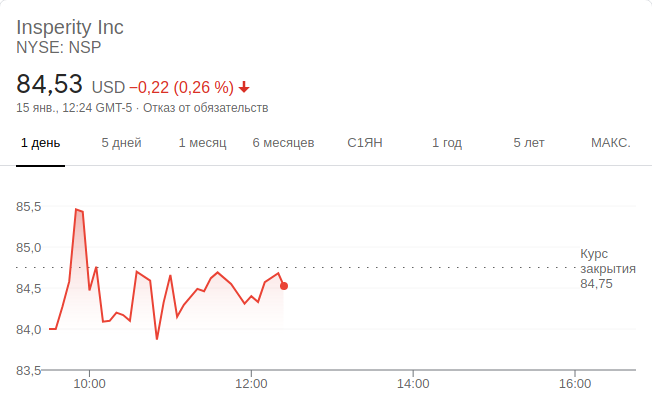 Insperity Inc
NYSE: NSP
84,53 USD −0,22 (0,26 %)
15 янв., 12:24 GMT-5 · Отказ от обязательств
1 день 5 дней 1 месяц 6 месяцев С1ЯН 1 год 5 лет МАКС.
85,5
85,0
84,5
84,0
83,5
Курс
закрытия
84,75
10:00 12:00 14:00 16:00